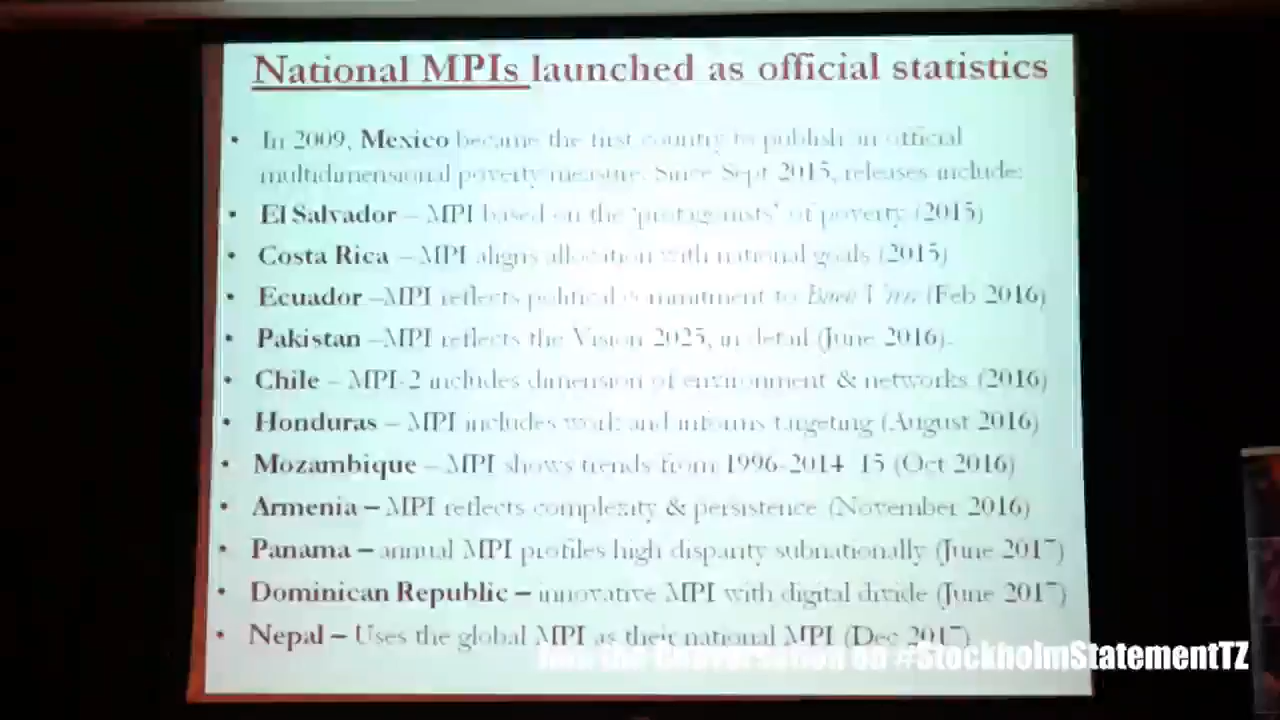 National MPIs launched as official statistics
• In 2009, Mexico became the first country to publish an official
multidimensional poverty measure. Since Sept 2015, releases include:
• El Salvador – MPI based on the 'protagonists' of poverty (2015)
• Costa Rica – MPI aligns allocation with national goals (2015)
• Ecuador –MPI reflects political commitment to Buen Vivir (Feb 2016)
• Pakistan –MPI reflects the Vision 2025, in detail (June 2016).
• Chile – MPI-2 includes dimension of environment & networks (2016)
• Honduras – MPI includes work and informs targeting (August 2016)
• Mozambique – MPI shows trends from 1996-2014-15 (Oct 2016)
• Armenia – MPI reflects complexity & persistence (November 2016)
• Panama – annual MPI profiles high disparity subnationally (June 2017)
• Dominican Republic – innovative MPI with digital divide (June 2017)
• Nepal – Uses the global MPI as their national MPI (Dec 2017)
the Conversation on #StockholmStatementTZ